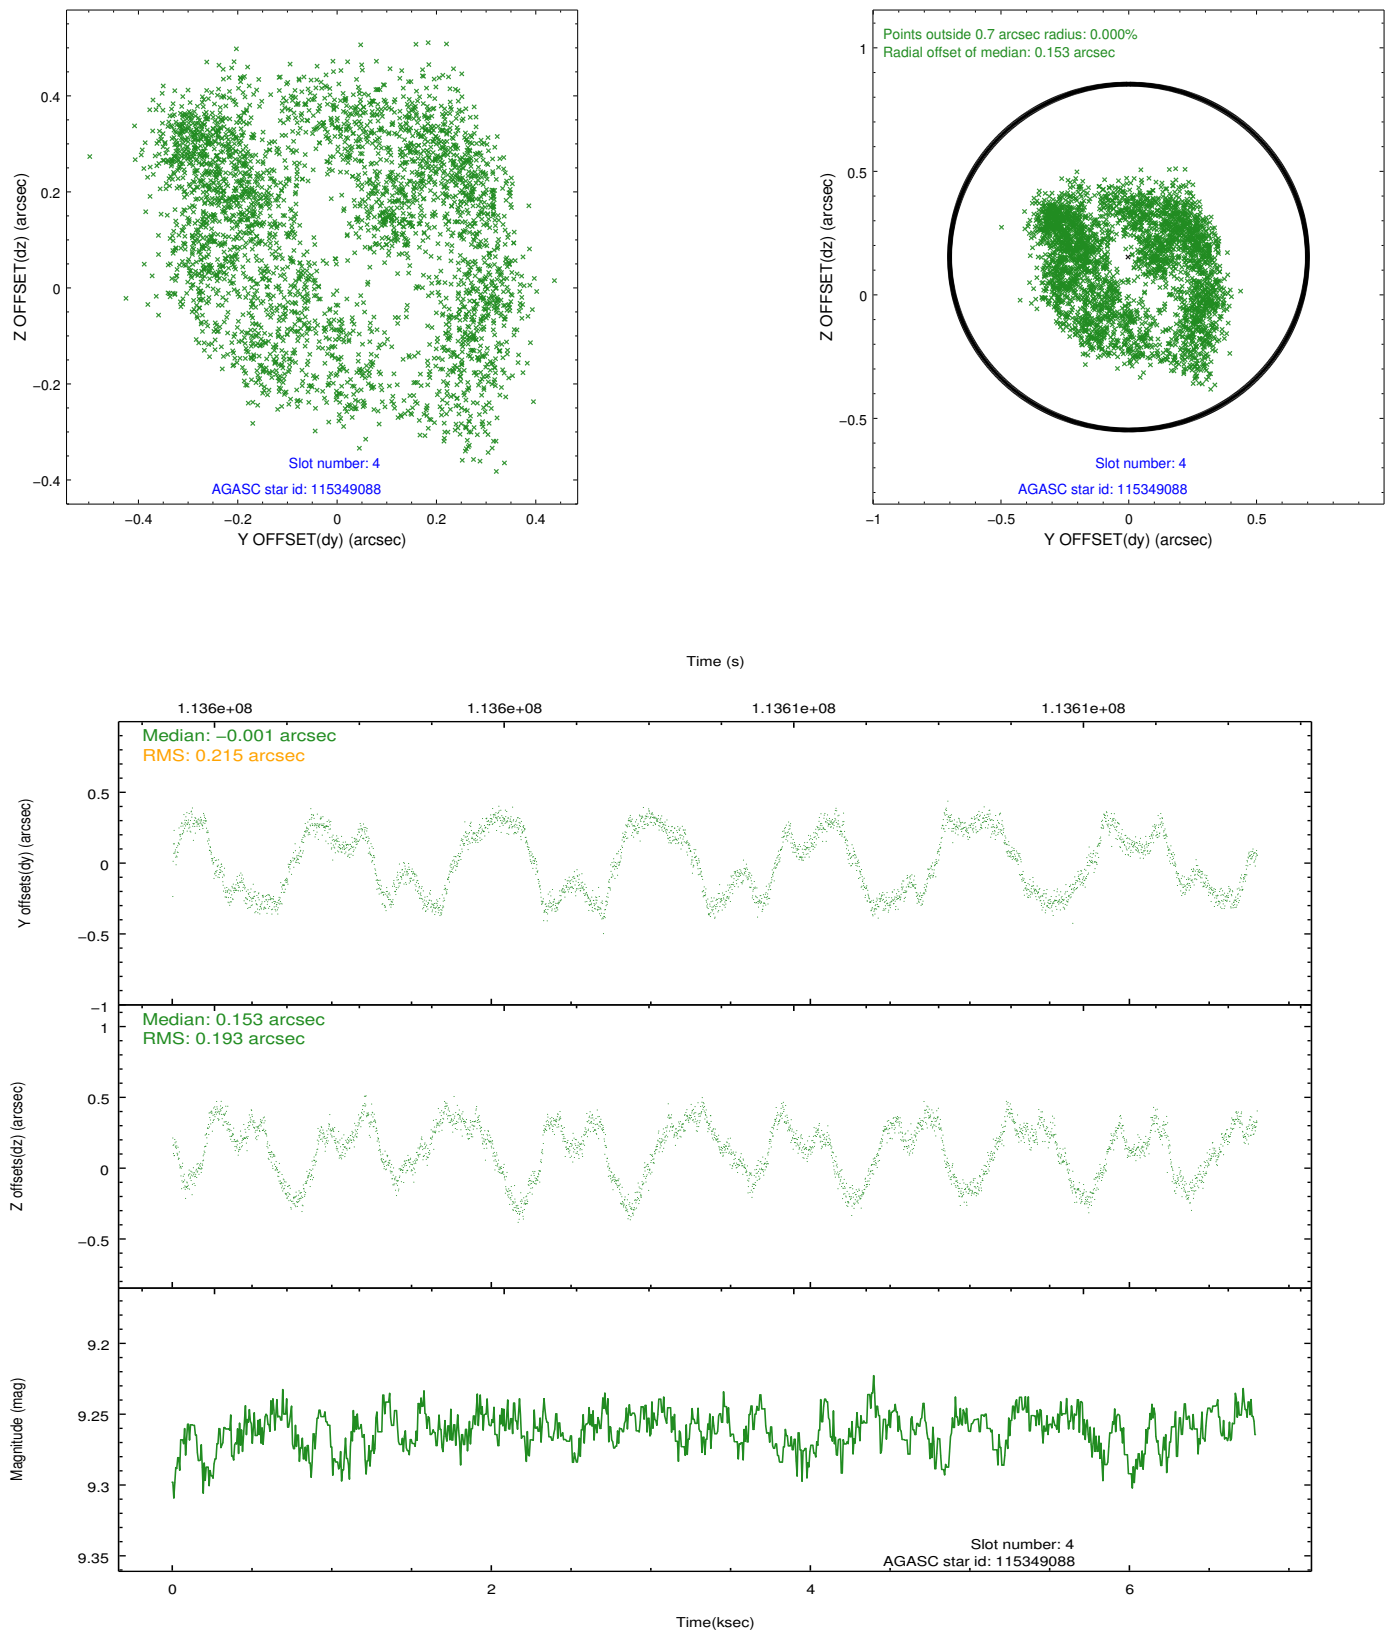 Points outside 0.7 arcsec radius: 0.000%
Radial offset of median: 0.153 arcsec
0.4
0.2
0
−0.2
−0.4
Z OFFSET(dz) (arcsec)
Slot number: 4
AGASC star id: 115349088
−0.4 −0.2 0 0.2 0.4
Y OFFSET(dy) (arcsec)
1
0.5
0
−0.5
Z OFFSET(dz) (arcsec)
Slot number: 4
AGASC star id: 115349088
−1 −0.5 0 0.5
Y OFFSET(dy) (arcsec)
Time (s)
1.136e+08 1.136e+08 1.1361e+08 1.1361e+08
Median: −0.001 arcsec
RMS: 0.215 arcsec
0.5
0
−0.5
−1
Y offsets(dy) (arcsec)
Median: 0.153 arcsec
RMS: 0.193 arcsec
1
0.5
0
−0.5
Z offsets(dz) (arcsec)
9.2
9.25
9.3
9.35
Magnitude (mag)
Slot number: 4
AGASC star id: 115349088
0 2 4 6
Time(ksec)